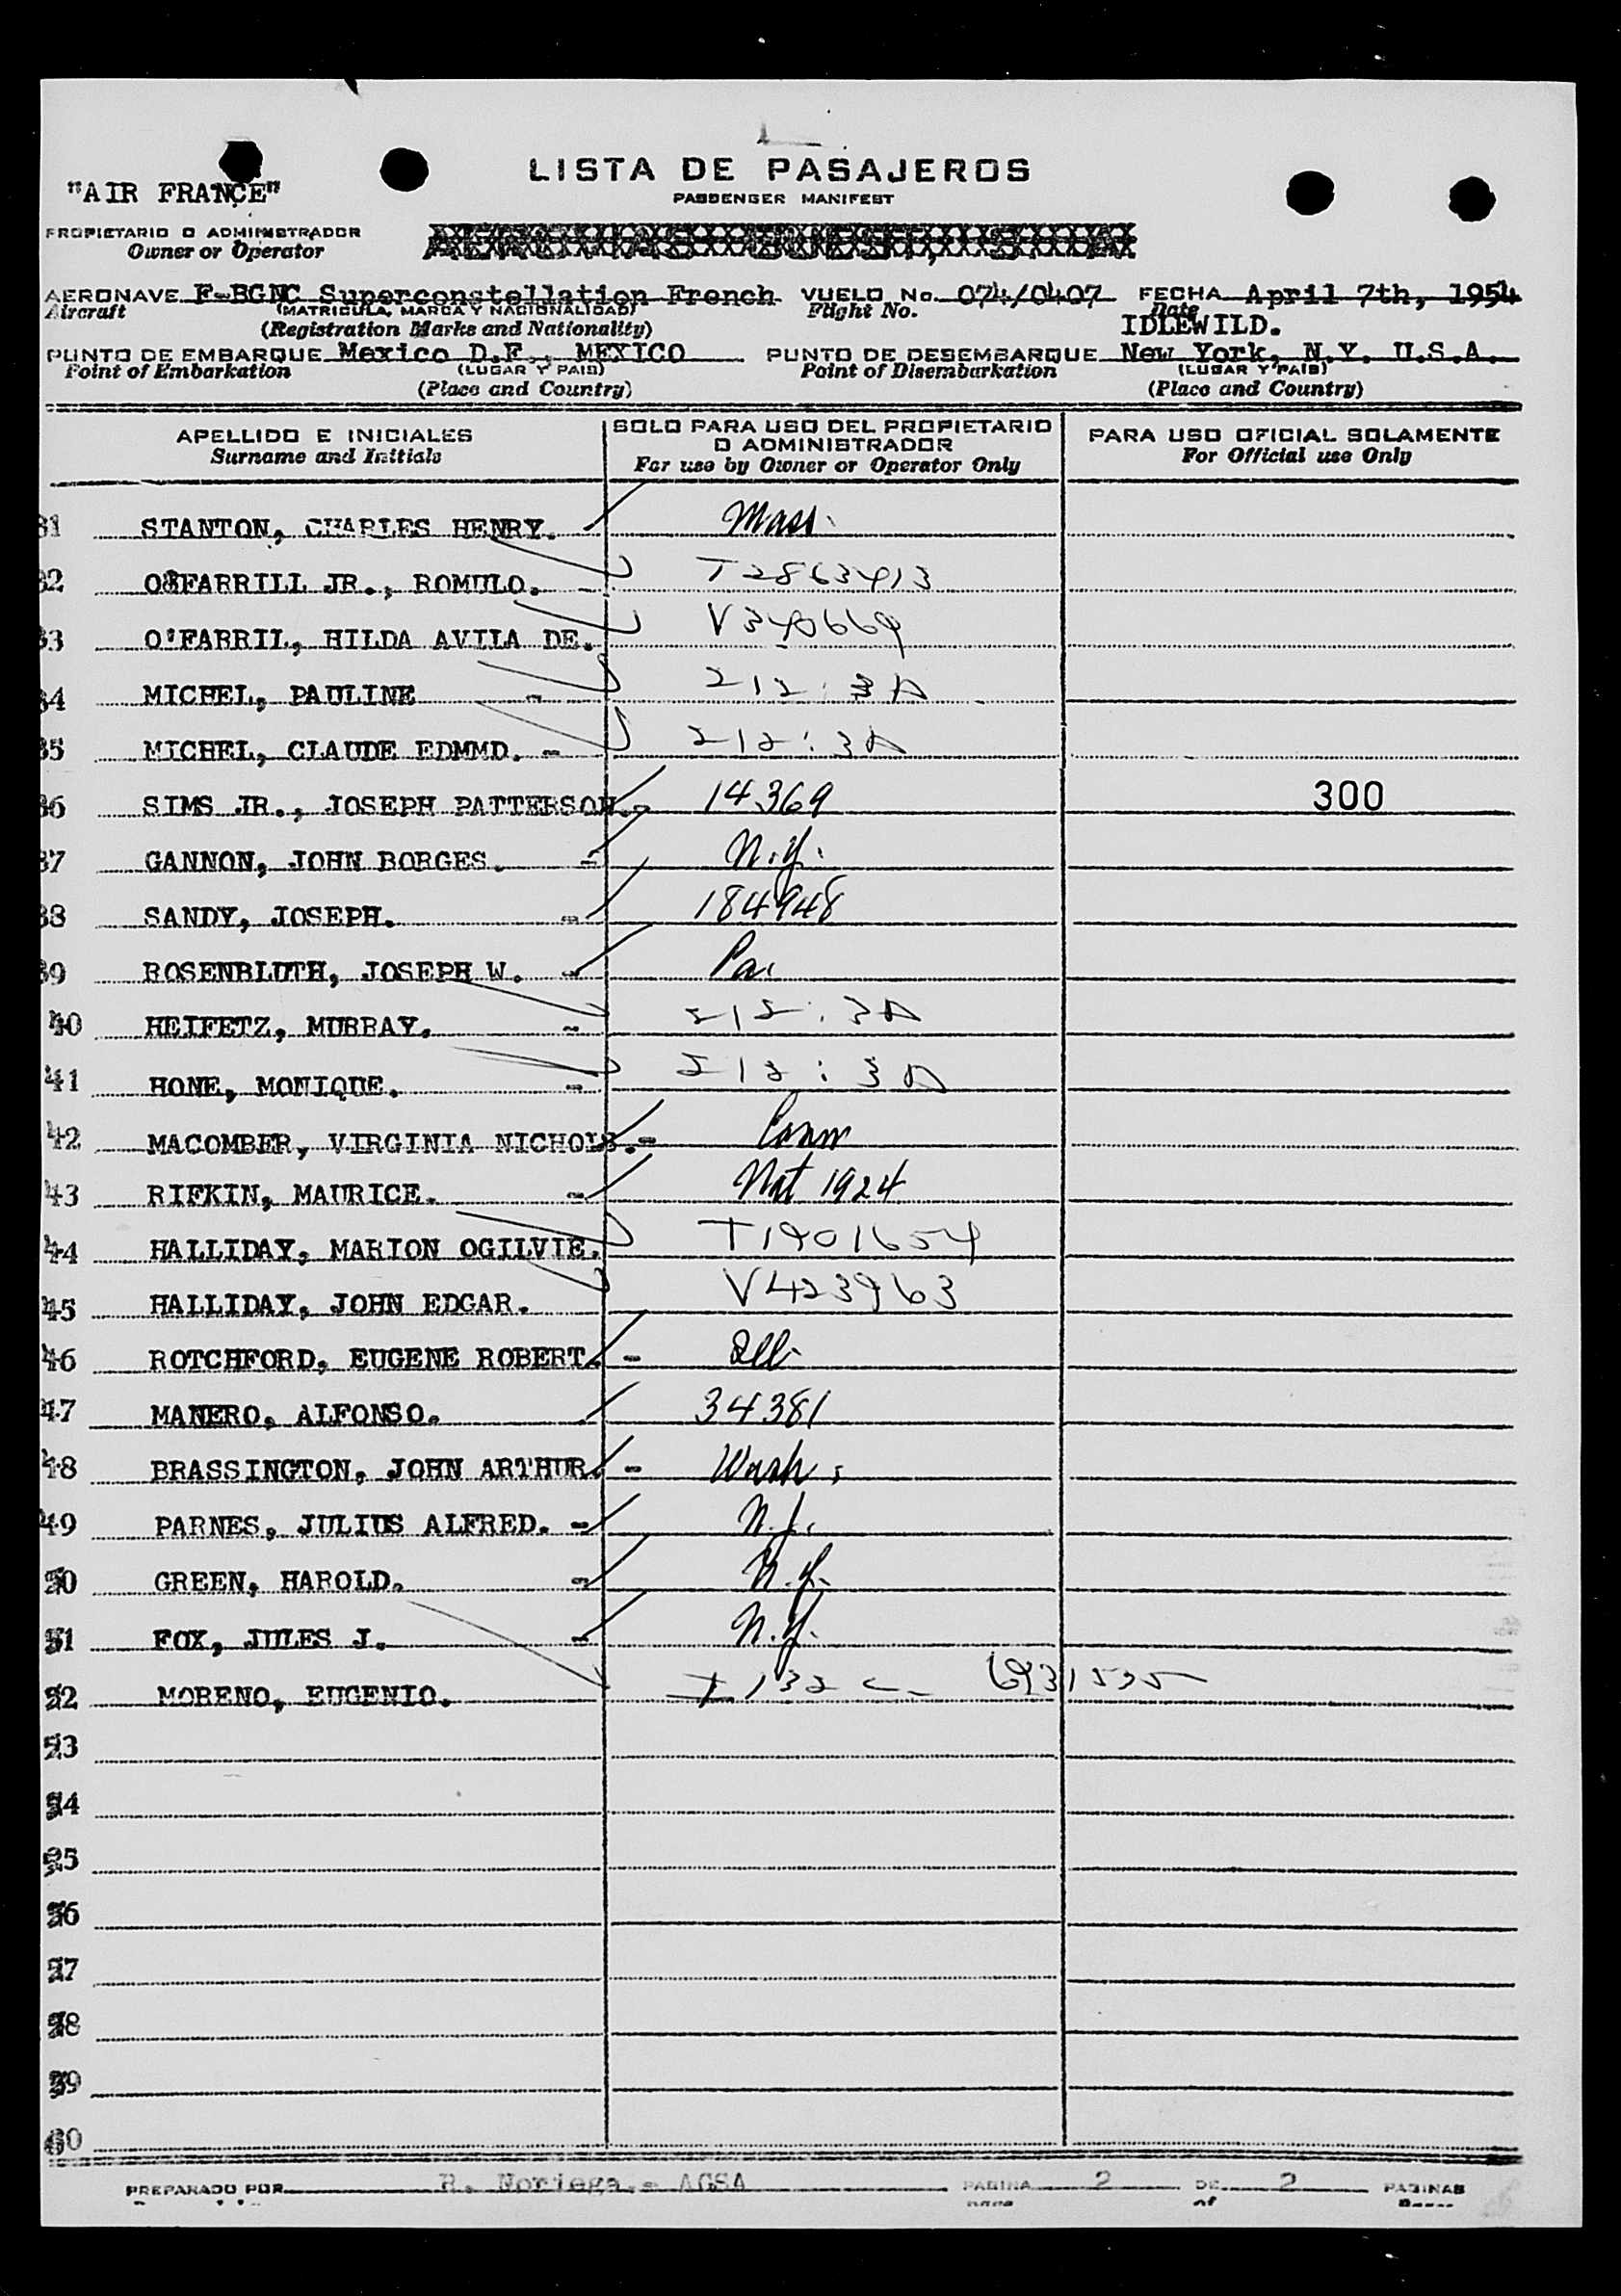 LISTA DE PASAJEROS
"AIR FRANCE"
PASSENGER MANIFEST
PROPIETARIO O ADMINISTRADOR
Owner or Operator
AERONAVE F-BGNC Superconstellation French VUELO No. 074/0407 FECHA April 7th, 1954
Aircraft (MATRICULA, MARCA Y NACIONALIDAD) Flight No. Date
(Registration Marks and Nationality) IDLEWILD.
PUNTO DE EMBARQUE Mexico D.F., MEXICO PUNTO DE DESEMBARQUE New York, N.Y. U.S.A.
Point of Embarkation (LUGAR Y PAIS) Point of Disembarkation (LUGAR Y PAIS)
(Place and Country) (Place and Country)
APELLIDO E INICIALES SOLO PARA USO DEL PROPIETARIO O ADMINISTRADOR PARA USO OFICIAL SOLAMENTE
Surname and Initials For use by Owner or Operator Only For Official use Only
31 STANTON, CHARLES HENRY. Mass.
32 O'FARRILL JR., ROMULO. - T2863413
33 O'FARRIL, HILDA AVILA DE. V340664
34 MICHEL, PAULINE - 212:3D
35 MICHEL, CLAUDE EDMMD. - 212:3D
36 SIMS JR., JOSEPH PATTERSON.- 14369 300
37 GANNON, JOHN BORGES. - N.Y.
38 SANDY, JOSEPH. - 184948
39 ROSENBLUTH, JOSEPH W. - Pa.
40 HEIFETZ, MURRAY. - 212:3D
41 HONE, MONIQUE. - 212:3D
42 MACOMBER, VIRGINIA NICHOLS.- Conn
43 RIFKIN, MAURICE. - Nat 1924
44 HALLIDAY, MARION OGILVIE. T1901654
45 HALLIDAY, JOHN EDGAR. V423963
46 ROTCHFORD, EUGENE ROBERT. - Ill.
47 MANERO, ALFONSO. 34381
48 BRASSINGTON, JOHN ARTHUR. - Wash.
49 PARNES, JULIUS ALFRED. - N.J.
50 GREEN, HAROLD. - N.Y.
51 FOX, JULES J. - N.Y.
52 MORENO, EUGENIO.
53
54
55
56
57
58
59
60
PREPARADO POR R. Noriega.- AGSA PAGINA 2 DE 2 PAGINAS
of